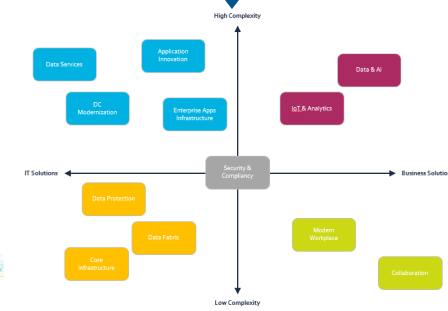 High Complexity
Application
Innovation
Data Services
Data & AI
DC
Modernization
Enterprise Apps
Infrastructure
IoT & Analytics
Security &
Compliancy
IT Solutions
Business Solutio
Data Protection
Data Fabric
Modern
Workplace
Core
Infrastructure
Collaboration
Low Complexity